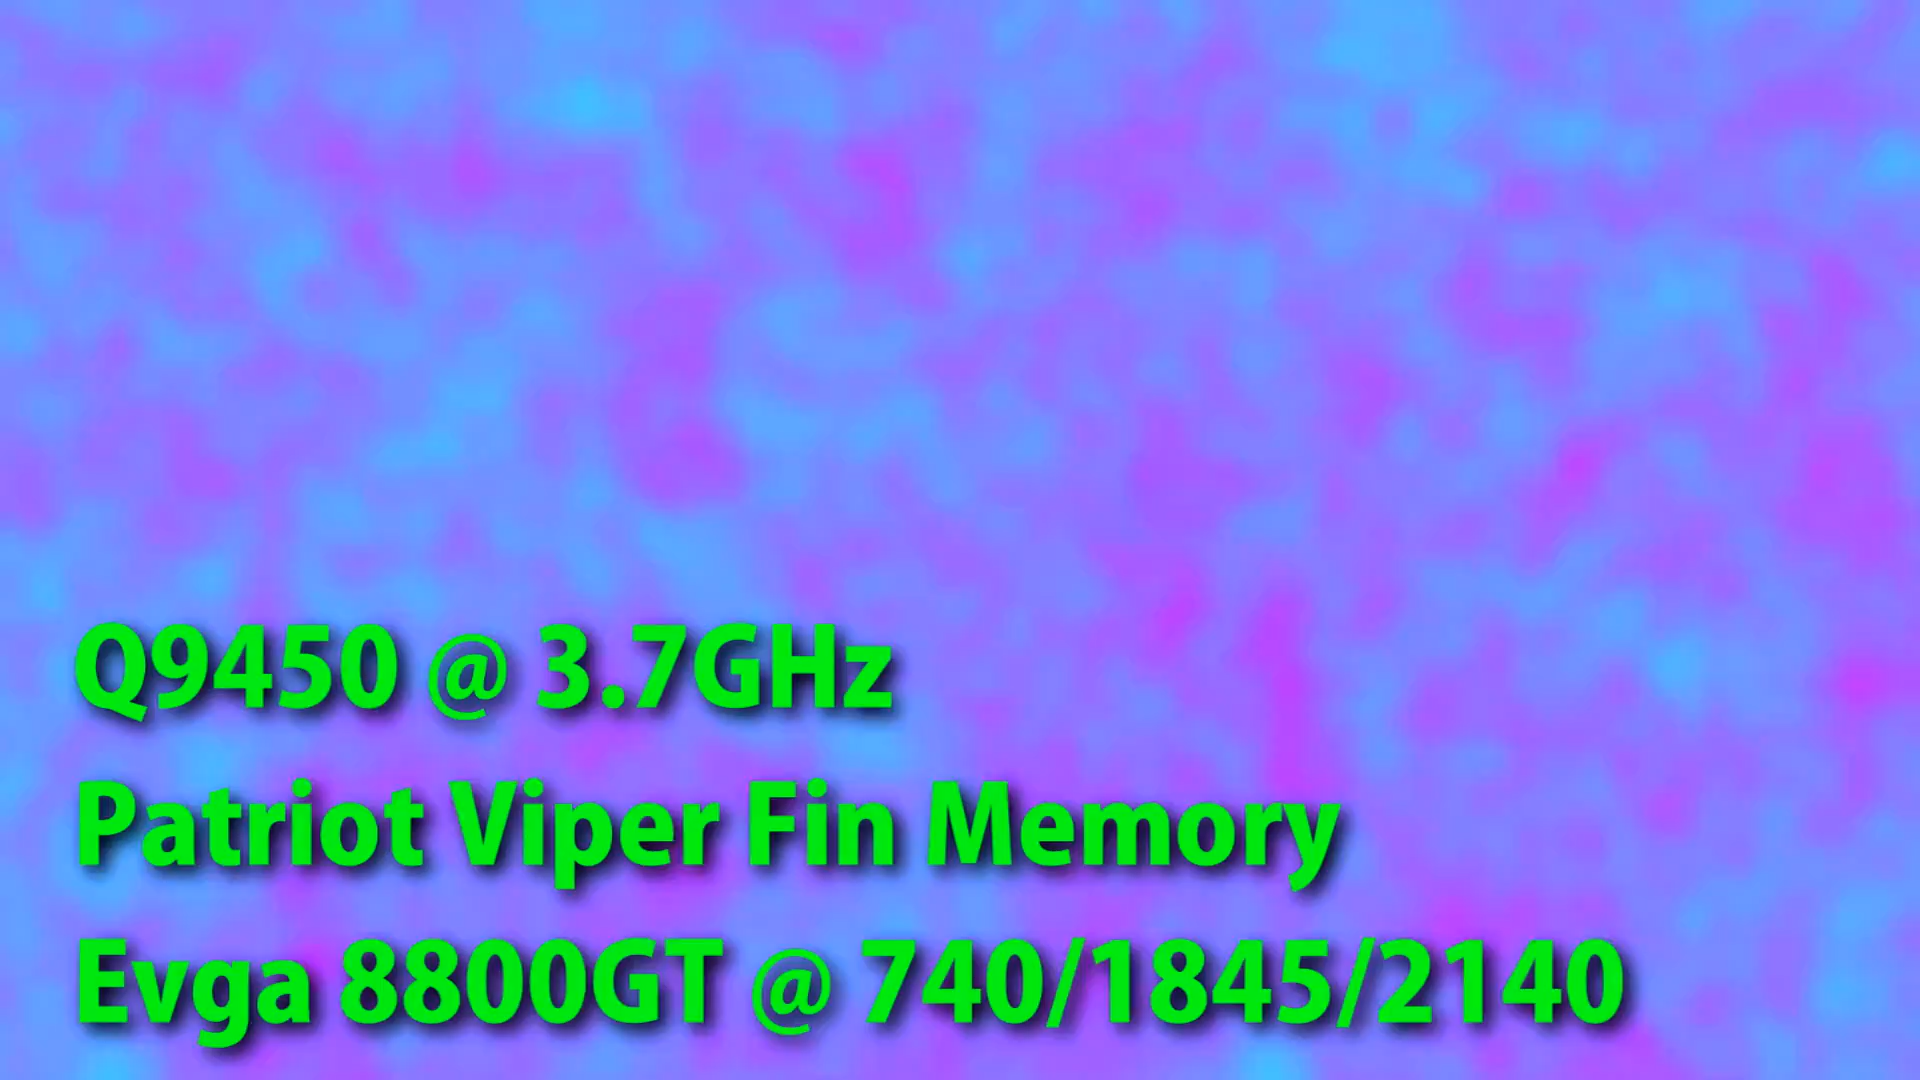 Q9450 @ 3.7GHz
Patriot Viper Fin Memory
Evga 8800GT @ 740/1845/2140